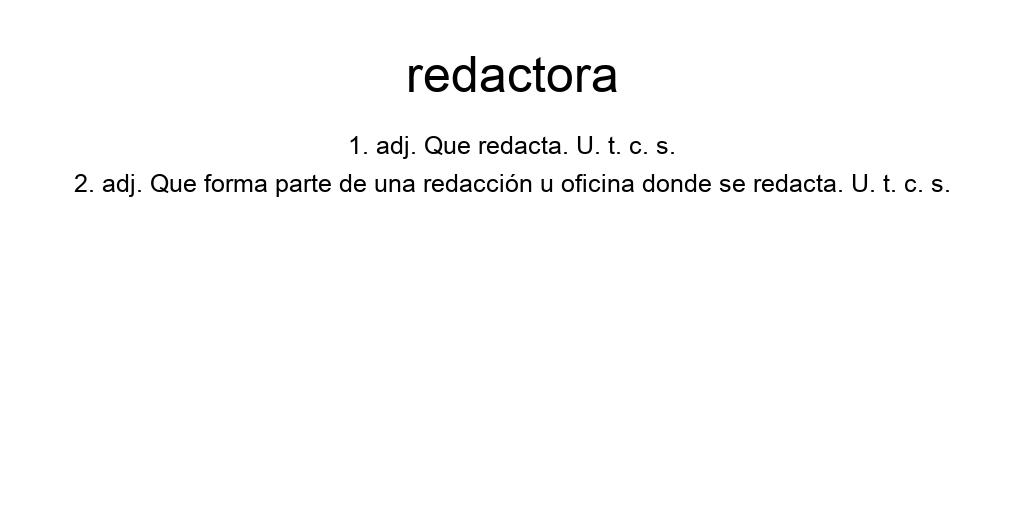 redactora
1. adj. Que redacta. U. t. c. s.
2. adj. Que forma parte de una redacción u oficina donde se redacta. U. t. c. s.